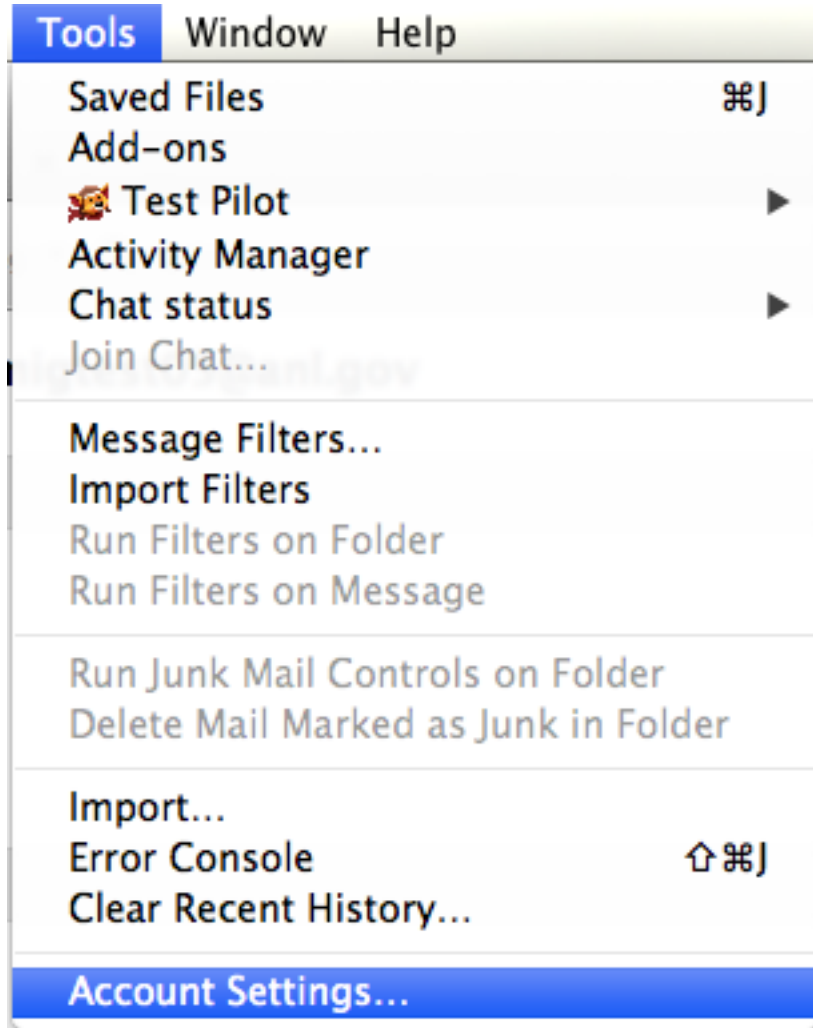 Tools Window Help
Saved Files ⌘J
Add-ons
Test Pilot ▶
Activity Manager
Chat status ▶
Join Chat...
Message Filters...
Import Filters
Run Filters on Folder
Run Filters on Message
Run Junk Mail Controls on Folder
Delete Mail Marked as Junk in Folder
Import...
Error Console ⇧⌘J
Clear Recent History...
Account Settings...